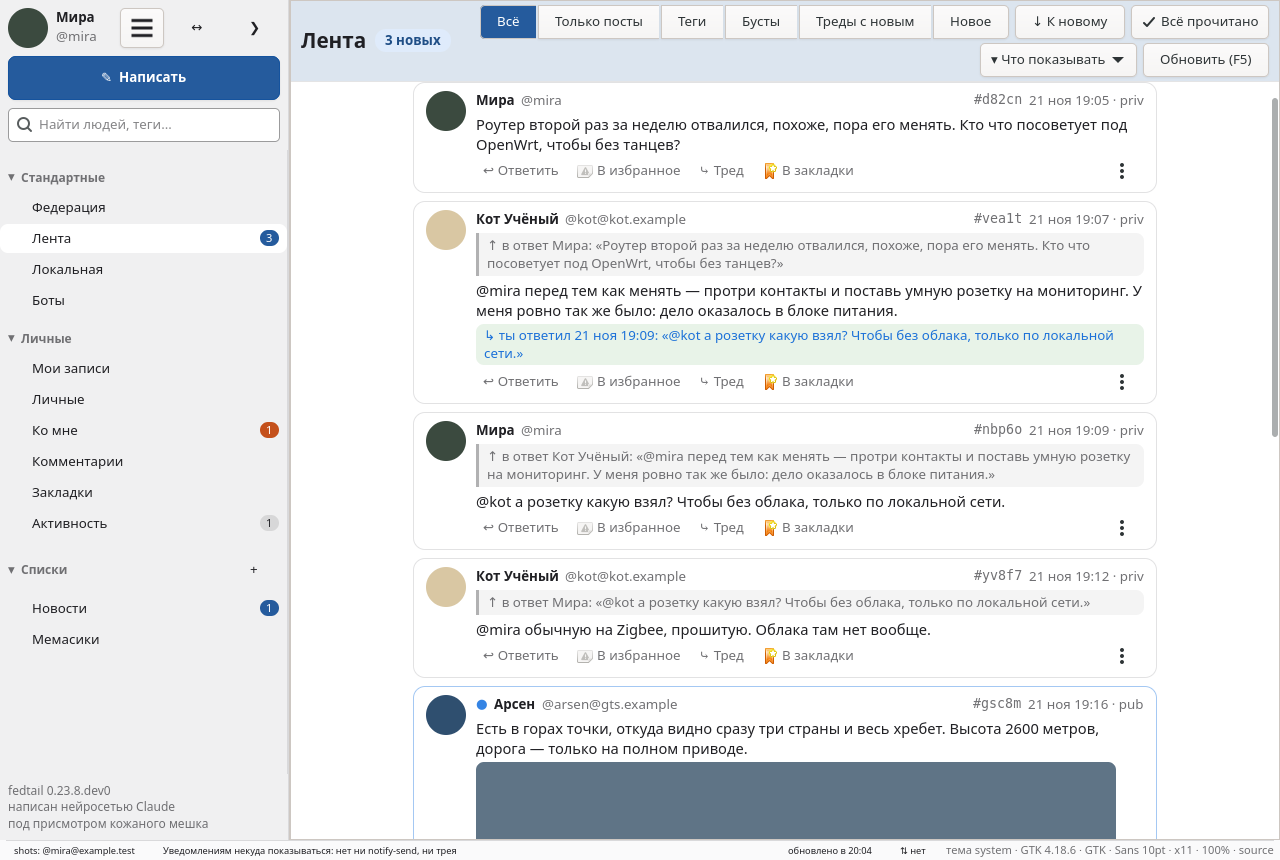 Мира
@mira
✎ Написать
Найти людей, теги...
▾ Стандартные
Федерация
Лента 3
Локальная
Боты
▾ Личные
Мои записи
Личные
Ко мне 1
Комментарии
Закладки
Активность 1
▾ Списки +
Новости 1
Мемасики
fedtail 0.23.8.dev0
написан нейросетью Claude
под присмотром кожаного мешка
Лента 3 новых
Всё Только посты Теги Бусты Треды с новым Новое ↓ К новому ✓ Всё прочитано
▾ Что показывать Обновить (F5)
Мира @mira #d82cn 21 ноя 19:05 · priv
Роутер второй раз за неделю отвалился, похоже, пора его менять. Кто что посоветует под
OpenWrt, чтобы без танцев?
↩ Ответить В избранное ⤷ Тред В закладки
Кот Учёный @kot@kot.example #vea1t 21 ноя 19:07 · priv
↑ в ответ Мира: «Роутер второй раз за неделю отвалился, похоже, пора его менять. Кто что
посоветует под OpenWrt, чтобы без танцев?»
@mira перед тем как менять — протри контакты и поставь умную розетку на мониторинг. У
меня ровно так же было: дело оказалось в блоке питания.
↳ ты ответил 21 ноя 19:09: «@kot а розетку какую взял? Чтобы без облака, только по локальной
сети.»
↩ Ответить В избранное ⤷ Тред В закладки
Мира @mira #nbp6o 21 ноя 19:09 · priv
↑ в ответ Кот Учёный: «@mira перед тем как менять — протри контакты и поставь умную розетку
на мониторинг. У меня ровно так же было: дело оказалось в блоке питания.»
@kot а розетку какую взял? Чтобы без облака, только по локальной сети.
↩ Ответить В избранное ⤷ Тред В закладки
Кот Учёный @kot@kot.example #yv8f7 21 ноя 19:12 · priv
↑ в ответ Мира: «@kot а розетку какую взял? Чтобы без облака, только по локальной сети.»
@mira обычную на Zigbee, прошитую. Облака там нет вообще.
↩ Ответить В избранное ⤷ Тред В закладки
Арсен @arsen@gts.example #gsc8m 21 ноя 19:16 · pub
Есть в горах точки, откуда видно сразу три страны и весь хребет. Высота 2600 метров,
дорога — только на полном приводе.
shots: @mira@example.test Уведомлениям некуда показываться: нет ни notify-send, ни трея обновлено в 20:04 ⇅ нет тема system · GTK 4.18.6 · GTK · Sans 10pt · x11 · 100% · source